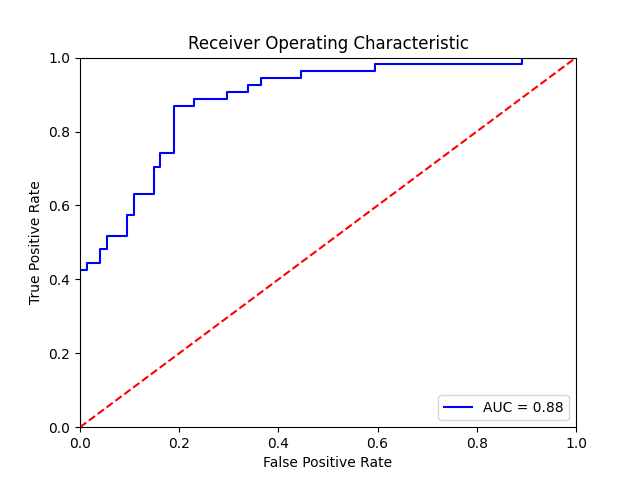 Receiver Operating Characteristic
1.0
0.8
0.6
0.4
0.2
0.0
True Positive Rate
AUC = 0.88
0.0 0.2 0.4 0.6 0.8 1.0
False Positive Rate